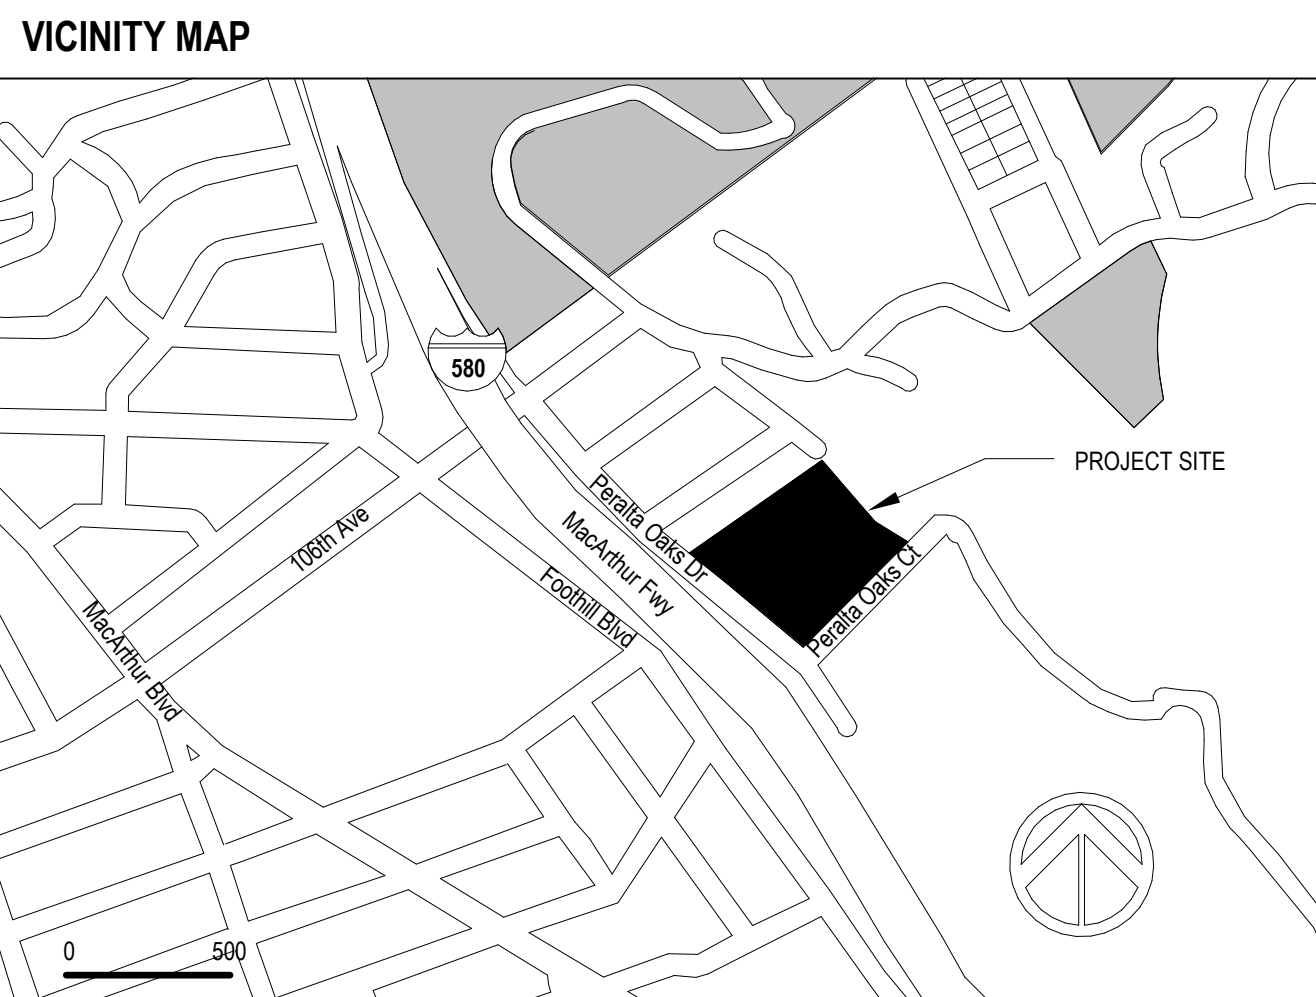 VICINITY MAP
580
PROJECT SITE
Peralta Oaks Dr
106th Ave
MacArthur Fwy
Foothill Blvd
Peralta Oaks Ct
MacArthur Blvd
0 500